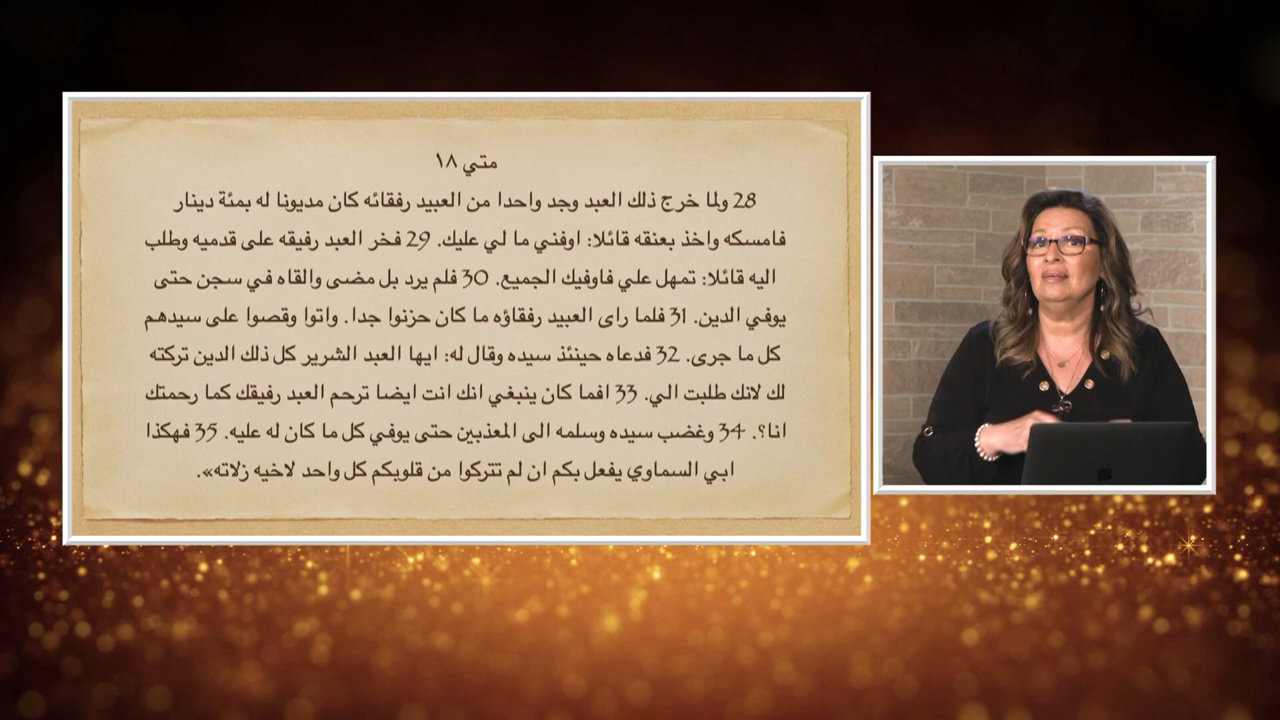 متي ١٨
28 ولما خرج ذلك العبد وجد واحدا من العبيد رفقائه كان مديونا له بمئة دينار
فامسكه واخذ بعنقه قائلا: اوفني ما لي عليك. 29 فخر العبد رفيقه على قدميه وطلب
اليه قائلا: تمهل علي فاوفيك الجميع. 30 فلم يرد بل مضى والقاه في سجن حتى
يوفي الدين. 31 فلما راى العبيد رفقاؤه ما كان حزنوا جدا. واتوا وقصوا على سيدهم
كل ما جرى. 32 فدعاه حينئذ سيده وقال له: ايها العبد الشرير كل ذلك الدين تركته
لك لانك طلبت الي. 33 افما كان ينبغي انك انت ايضا ترحم العبد رفيقك كما رحمتك
انا؟. 34 وغضب سيده وسلمه الى المعذبين حتى يوفي كل ما كان له عليه. 35 فهكذا
ابي السماوي يفعل بكم ان لم تتركوا من قلوبكم كل واحد لاخيه زلاته».